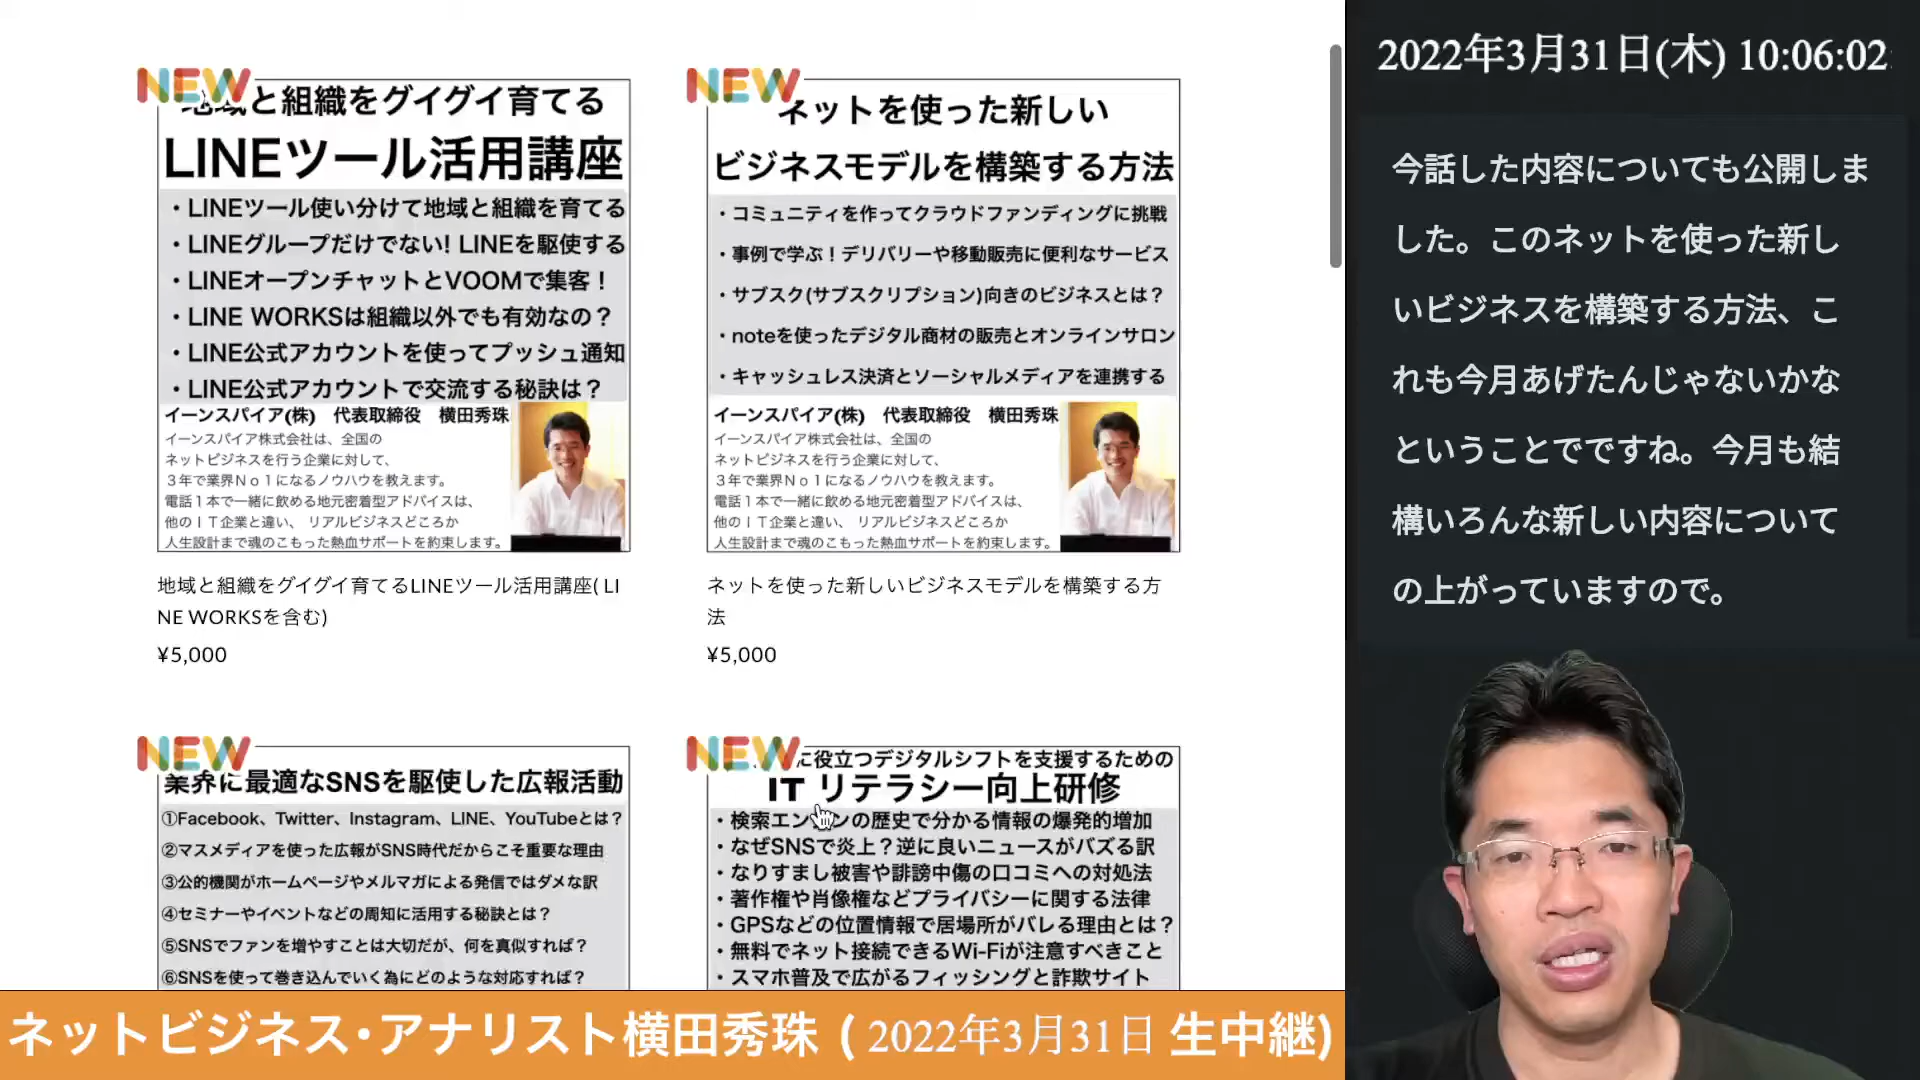 NEW
地域と組織をグイグイ育てる
LINEツール活用講座
・LINEツール使い分けて地域と組織を育てる
・LINEグループだけでない! LINEを駆使する
・LINEオープンチャットとVOOMで集客！
・LINE WORKSは組織以外でも有効なの？
・LINE公式アカウントを使ってプッシュ通知
・LINE公式アカウントで交流する秘訣は？
イーンスパイア(株)　代表取締役　横田秀珠
イーンスパイア株式会社は、全国の
ネットビジネスを行う企業に対して、
３年で業界Ｎｏ１になるノウハウを教えます。
電話１本で一緒に飲める地元密着型アドバイスは、
他のＩＴ企業と違い、 リアルビジネスどころか
人生設計まで魂のこもった熱血サポートを約束します。
地域と組織をグイグイ育てるLINEツール活用講座( LI
NE WORKSを含む)
¥5,000
NEW
ネットを使った新しい
ビジネスモデルを構築する方法
・コミュニティを作ってクラウドファンディングに挑戦
・事例で学ぶ！デリバリーや移動販売に便利なサービス
・サブスク(サブスクリプション)向きのビジネスとは？
・noteを使ったデジタル商材の販売とオンラインサロン
・キャッシュレス決済とソーシャルメディアを連携する
イーンスパイア(株)　代表取締役　横田秀珠
イーンスパイア株式会社は、全国の
ネットビジネスを行う企業に対して、
３年で業界Ｎｏ１になるノウハウを教えます。
電話１本で一緒に飲める地元密着型アドバイスは、
他のＩＴ企業と違い、 リアルビジネスどころか
人生設計まで魂のこもった熱血サポートを約束します。
ネットを使った新しいビジネスモデルを構築する方
法
¥5,000
NEW
業界に最適なSNSを駆使した広報活動
①Facebook、Twitter、Instagram、LINE、YouTubeとは？
②マスメディアを使った広報がSNS時代だからこそ重要な理由
③公的機関がホームページやメルマガによる発信ではダメな訳
④セミナーやイベントなどの周知に活用する秘訣とは？
⑤SNSでファンを増やすことは大切だが、何を真似すれば？
⑥SNSを使って巻き込んでいく為にどのような対応すれば？
NEW
に役立つデジタルシフトを支援するための
IT リテラシー向上研修
・検索エンジンの歴史で分かる情報の爆発的増加
・なぜSNSで炎上？逆に良いニュースがバズる訳
・なりすまし被害や誹謗中傷の口コミへの対処法
・著作権や肖像権などプライバシーに関する法律
・GPSなどの位置情報で居場所がバレる理由とは？
・無料でネット接続できるWi-Fiが注意すべきこと
・スマホ普及で広がるフィッシングと詐欺サイト
ネットビジネス・アナリスト横田秀珠 ( 2022年3月31日 生中継)
2022年3月31日(木) 10:06:02
今話した内容についても公開しま
した。このネットを使った新し
いビジネスを構築する方法、こ
れも今月あげたんじゃないかな
ということでですね。今月も結
構いろんな新しい内容について
の上がっていますので。